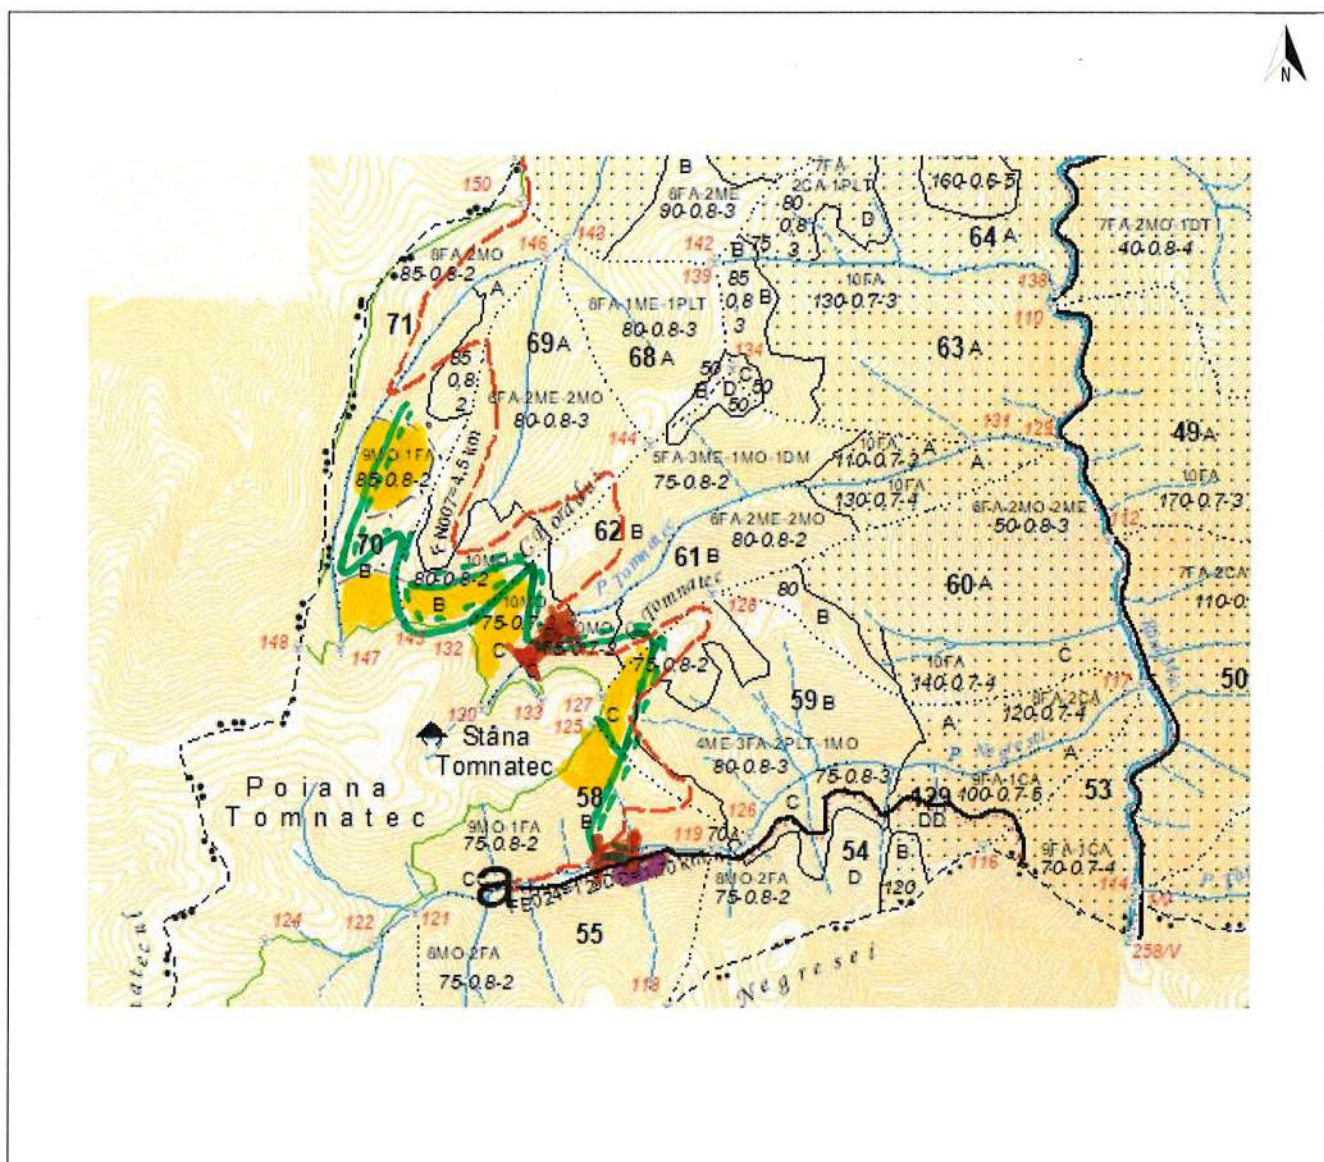 N
150
B
8FA-2ME
90-0.8-3
7FA-
2CA-1PLT
80
0,8
3
D
160-0.6-5
64 A
7FA-2MO-1DT
40-0.8-4
146
143
142
B
75
139
8FA-2MO
85-0.8-2
A
71
85
0,8
3
B
10FA
130-0.7-3
138
110
8FA-1ME-1PLT
80-0.8-3
69 A
68 A
63 A
134
85
0,8
2
50
B
D
C
50
50
6FA-2ME-2MO
80-0.8-3
144
131
129
49 A
9MO-1FA
85-0.8-2
5FA-3ME-1MO-1DM
75-0.8-2
10FA
110-0.7-3
A
A
10FA
130-0.7-4
10FA
170-0.7-3
6FA-2MO-2ME
50-0.8-3
112
62 B
P. Tomnatec
6FA-2ME-2MO
80-0.8-2
61 B
70
B
80-0.8-2
60 A
7FA-2CA
B
10MO
Tomnatec
128
80
B
148
147
145
132
C
75-0.8-2
10FA
140-0.7-4
C
8FA-2CA
120-0.7-4
117
50
130
133
127
125
C
59 B
A
A
Stâna
Tomnatec
4ME-3FA-2PLT-1MO
80-0.8-3
75-0.8-3
P. Negresei
Poiana
Tomnatec
58
B
126
C
129
DD
9FA-1CA
100-0.7-5
53
9MO-1FA
75-0.8-2
119
70A
54
D
B
116
9FA-1CA
70-0.7-4
C
a
8MO-2FA
75-0.8-2
120
114
124
122
121
55
8MO-2FA
75-0.8-2
118
Negresei
258/V